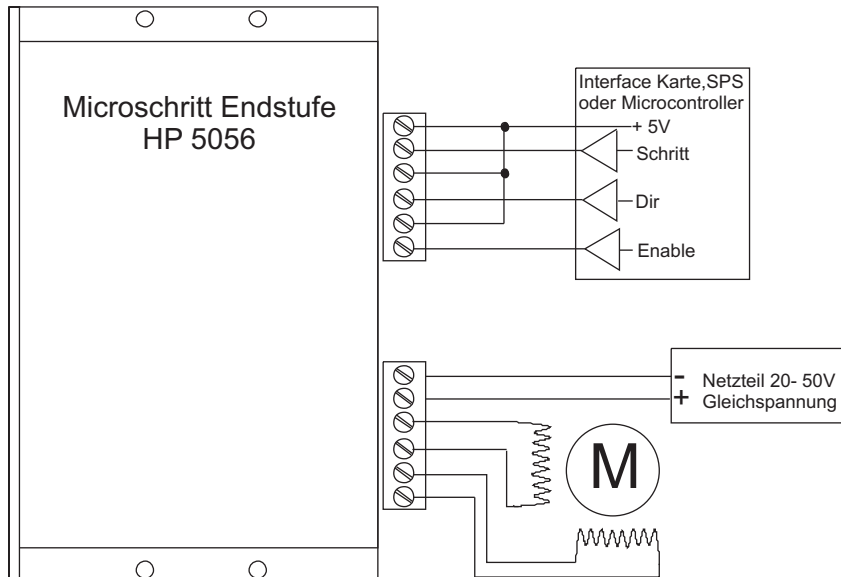 Microschritt Endstufe
HP 5056
Interface Karte,SPS
oder Microcontroller
+ 5V
Schritt
Dir
Enable
- Netzteil 20- 50V
+ Gleichspannung
M